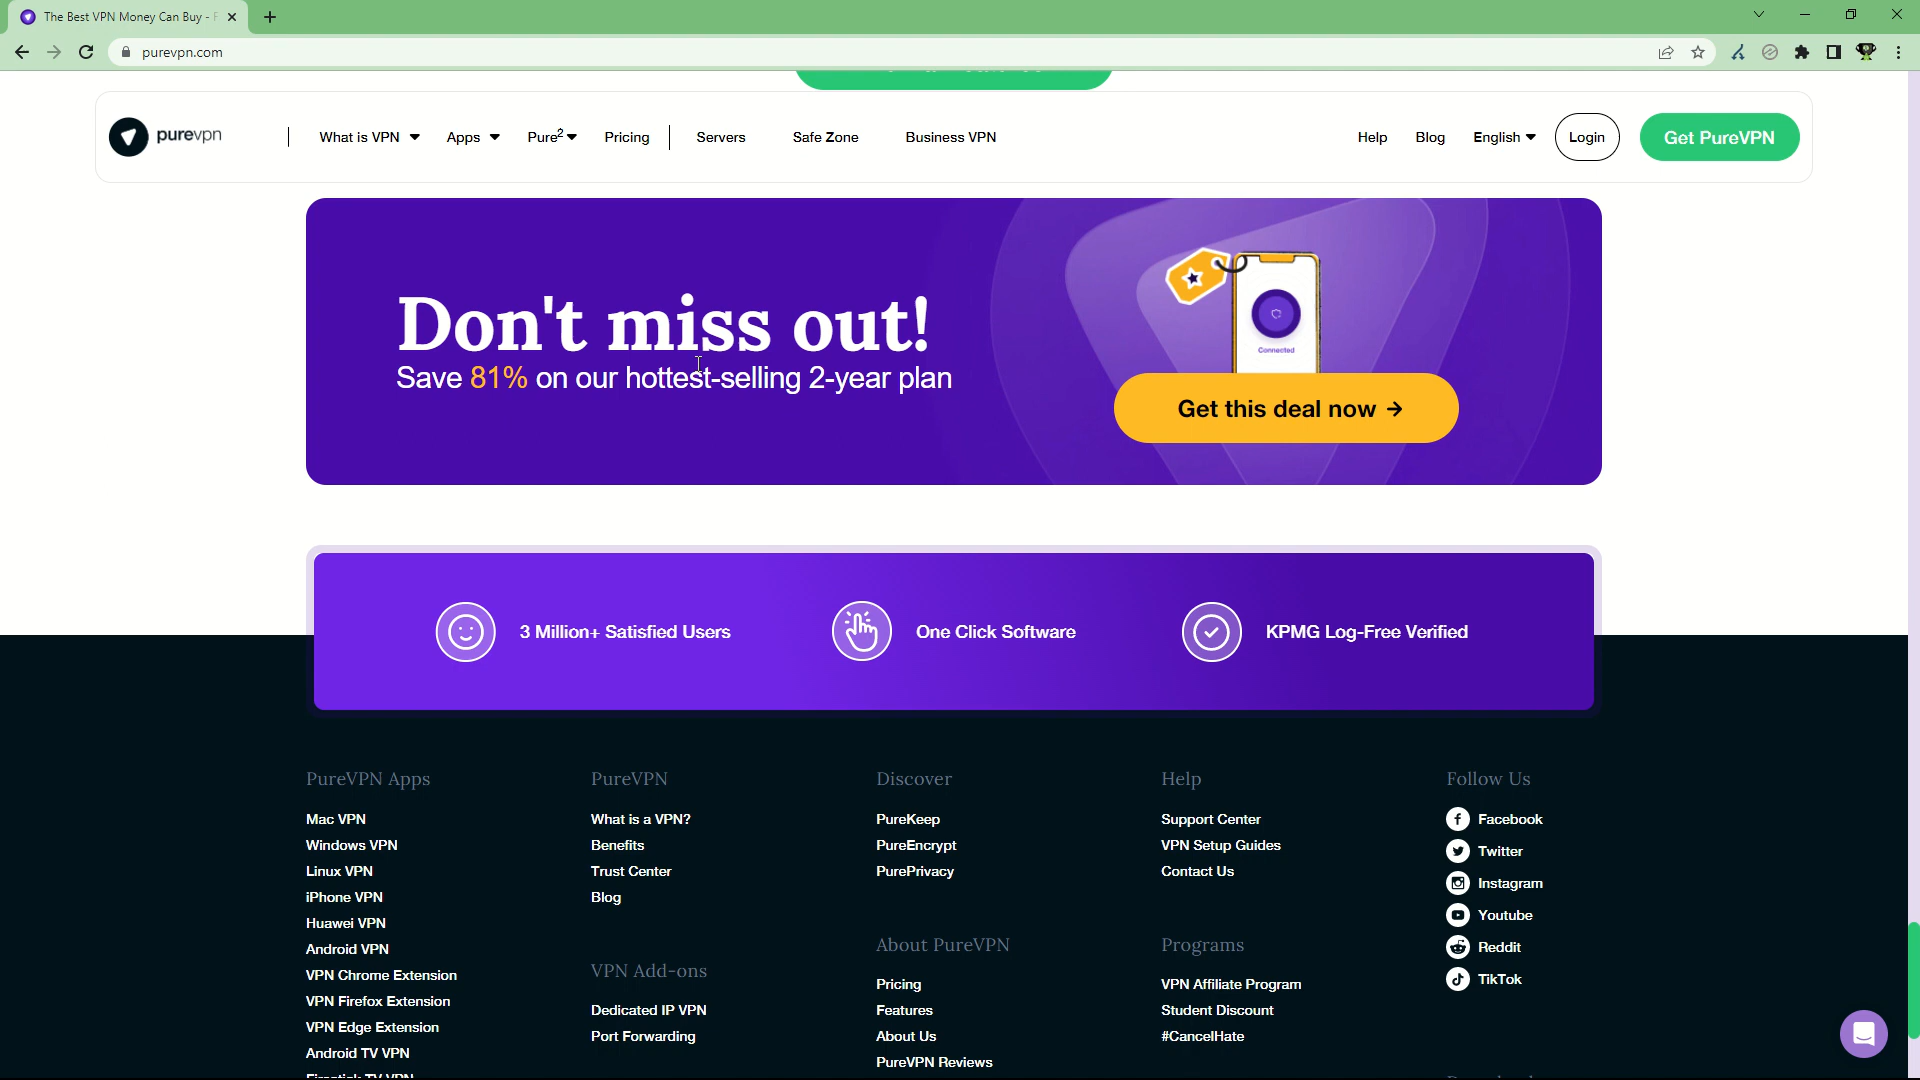 The Best VPN Money Can Buy -
purevpn.com
purevpn
What is VPN
Apps
Pure²
Pricing
Servers
Safe Zone
Business VPN
Help
Blog
English
Login
Get PureVPN
Don't miss out!
Save 81% on our hottest-selling 2-year plan
Connected
Get this deal now →
3 Million+ Satisfied Users
One Click Software
KPMG Log-Free Verified
PureVPN Apps
Mac VPN
Windows VPN
Linux VPN
iPhone VPN
Huawei VPN
Android VPN
VPN Chrome Extension
VPN Firefox Extension
VPN Edge Extension
Android TV VPN
PureVPN
What is a VPN?
Benefits
Trust Center
Blog
VPN Add-ons
Dedicated IP VPN
Port Forwarding
Discover
PureKeep
PureEncrypt
PurePrivacy
About PureVPN
Pricing
Features
About Us
PureVPN Reviews
Help
Support Center
VPN Setup Guides
Contact Us
Programs
VPN Affiliate Program
Student Discount
#CancelHate
Follow Us
Facebook
Twitter
Instagram
Youtube
Reddit
TikTok